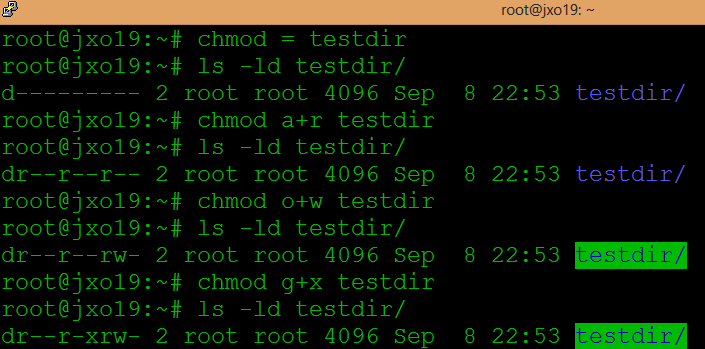 root@jxo19: ~
root@jxo19:~# chmod = testdir
root@jxo19:~# ls -ld testdir/
d--------- 2 root root 4096 Sep  8 22:53 testdir/
root@jxo19:~# chmod a+r testdir
root@jxo19:~# ls -ld testdir/
dr--r--r-- 2 root root 4096 Sep  8 22:53 testdir/
root@jxo19:~# chmod o+w testdir
root@jxo19:~# ls -ld testdir/
dr--r--rw- 2 root root 4096 Sep  8 22:53 testdir/
root@jxo19:~# chmod g+x testdir
root@jxo19:~# ls -ld testdir/
dr--r-xrw- 2 root root 4096 Sep  8 22:53 testdir/